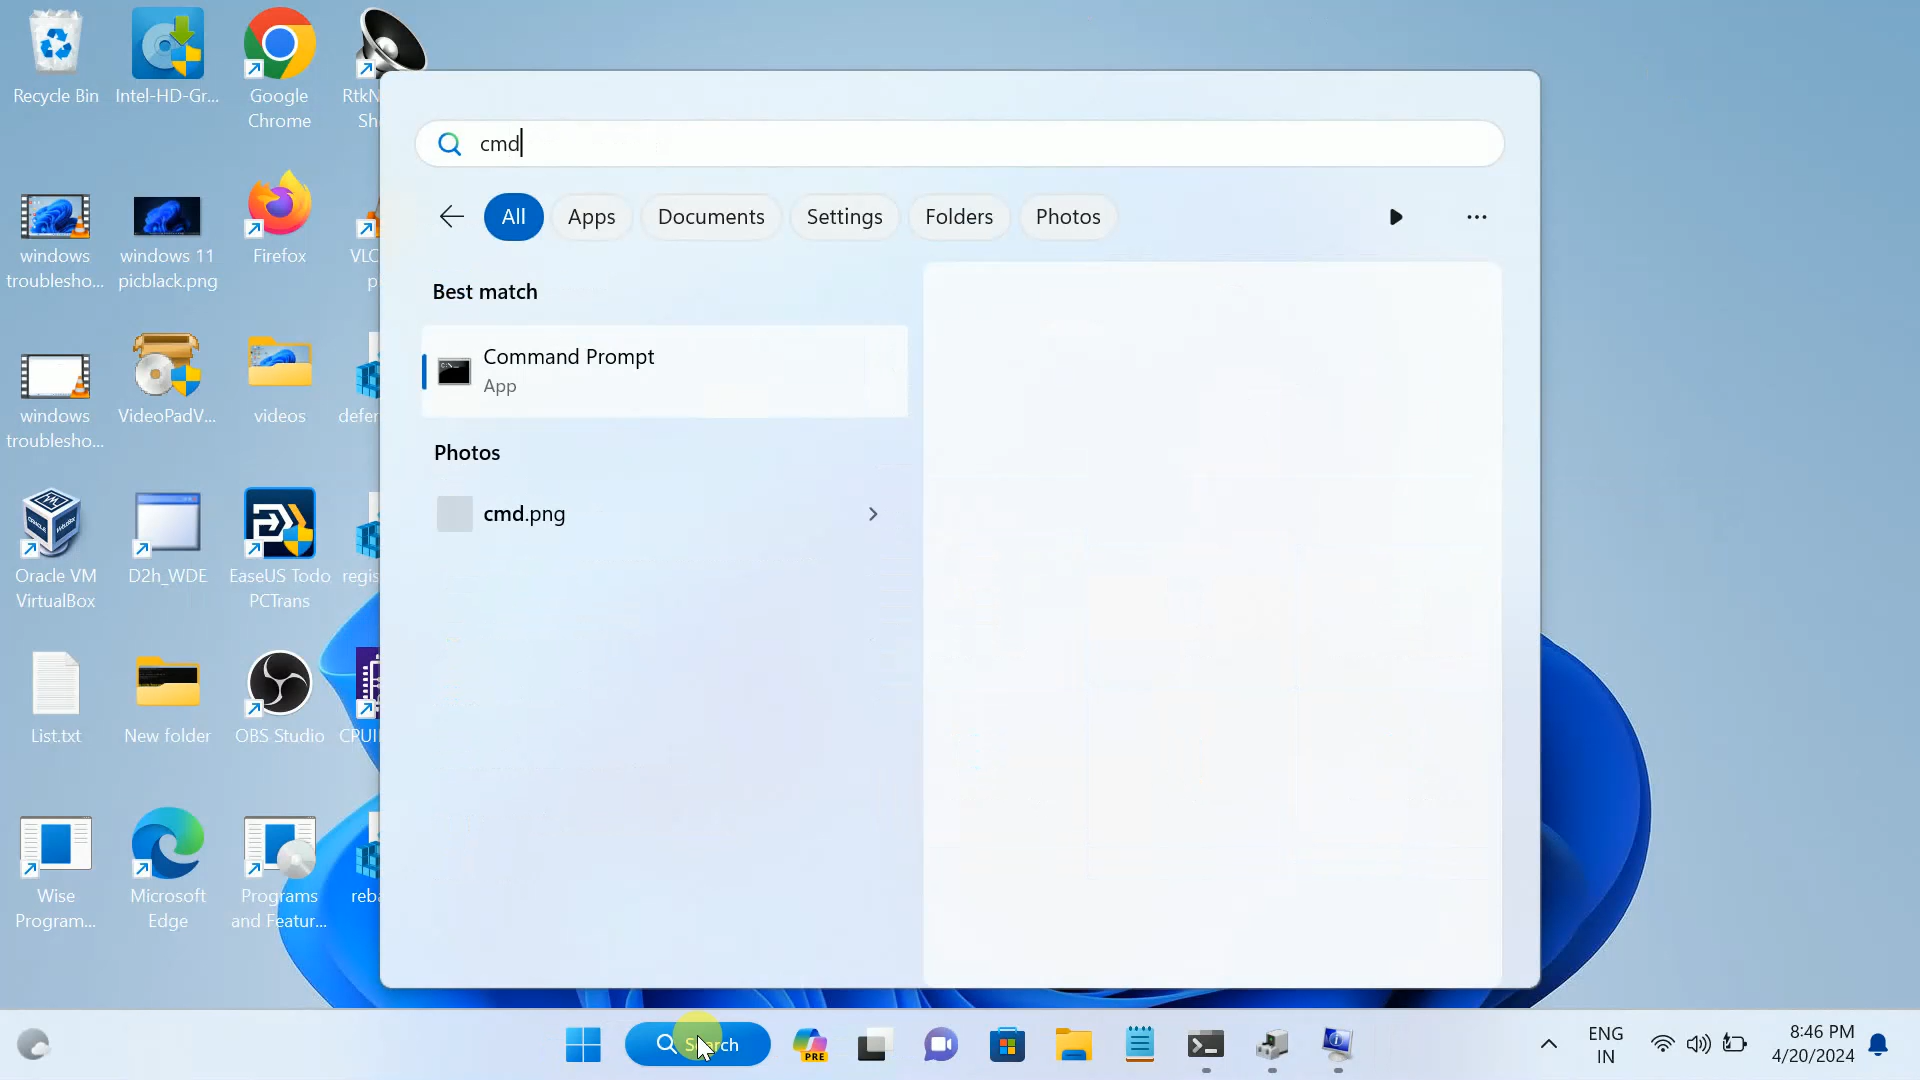 Recycle Bin
Intel-HD-Gr...
Google
Chrome
cmd
All
Apps
Documents
Settings
Folders
Photos
windows
troublesho...
windows 11
picblack.png
Firefox
Best match
Command Prompt
App
Photos
cmd.png
windows
troublesho...
VideoPadV...
videos
Oracle VM
VirtualBox
D2h_WDE
EaseUS Todo
PCTrans
List.txt
New folder
OBS Studio
Wise
Program...
Microsoft
Edge
Programs
and Featur...
PRE
ENG
IN
8:46 PM
4/20/2024